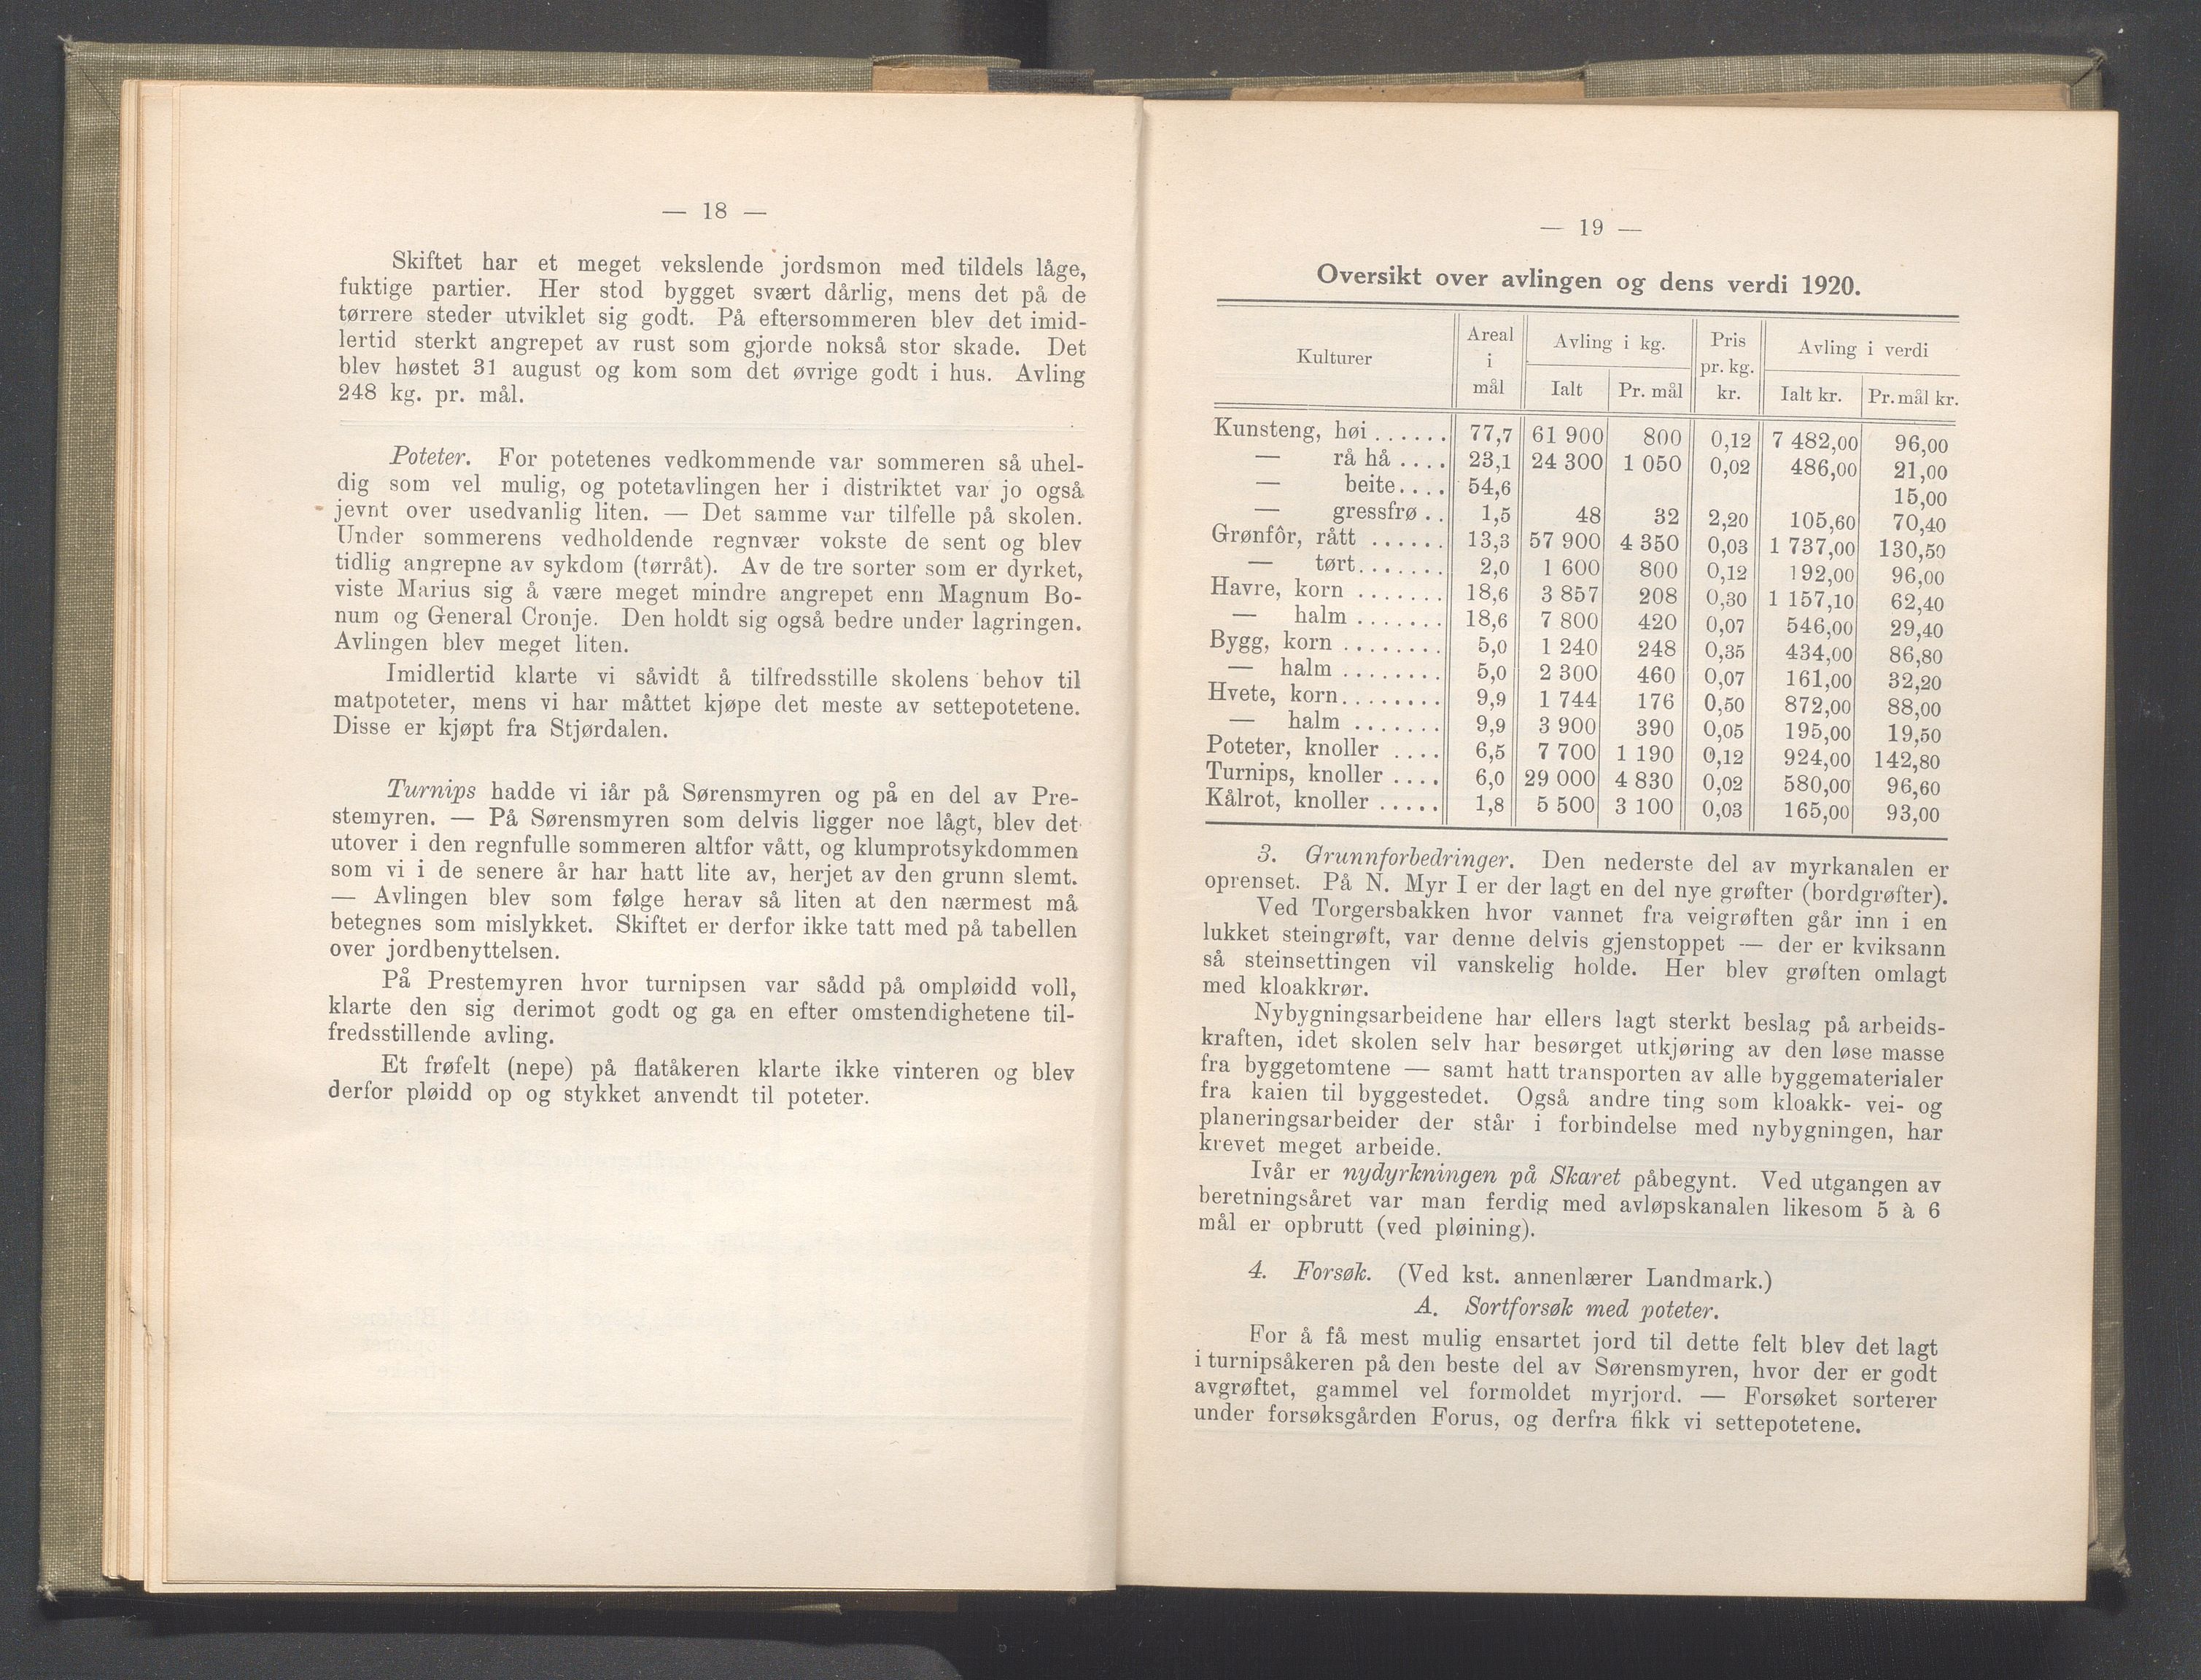 — 18 —
Skiftet har et meget vekslende jordsmon med tildels låge,
fuktige partier. Her stod bygget svært dårlig, mens det på de
tørrere steder utviklet sig godt. På eftersommeren blev det imid-
lertid sterkt angrepet av rust som gjorde nokså stor skade. Det
blev høstet 31 august og kom som det øvrige godt i hus. Avling
248 kg. pr. mål.
Poteter. For potetenes vedkommende var sommeren så uhel-
dig som vel mulig, og potetavlingen her i distriktet var jo også
jevnt over usedvanlig liten. — Det samme var tilfelle på skolen.
Under sommerens vedholdende regnvær vokste de sent og blev
tidlig angrepne av sykdom (tørråt). Av de tre sorter som er dyrket,
viste Marius sig å være meget mindre angrepet enn Magnum Bo-
num og General Cronje. Den holdt sig også bedre under lagringen.
Avlingen blev meget liten.
Imidlertid klarte vi såvidt å tilfredsstille skolens behov til
matpoteter, mens vi har måttet kjøpe det meste av settepotetene.
Disse er kjøpt fra Stjørdalen.
Turnips hadde vi iår på Sørensmyren og på en del av Pre-
stemyren. — På Sørensmyren som delvis ligger noe lågt, blev det
utover i den regnfulle sommeren altfor vått, og klumprotsykdommen
som vi i de senere år har hatt lite av, herjet av den grunn slemt.
— Avlingen blev som følge herav så liten at den nærmest må
betegnes som mislykket. Skiftet er derfor ikke tatt med på tabellen
over jordbenyttelsen.
På Prestemyren hvor turnipsen var sådd på ompløidd voll,
klarte den sig derimot godt og ga en efter omstendighetene til-
fredsstillende avling.
Et frøfelt (nepe) på flatåkeren klarte ikke vinteren og blev
derfor pløidd op og stykket anvendt til poteter.
— 19 —
Oversikt over avlingen og dens verdi 1920.
Kulturer Areal i mål Avling i kg. Pris pr. kg. kr. Avling i verdi
Ialt Pr. mål Ialt kr. Pr. mål kr.
Kunsteng, høi ...... 77,7 61 900 800 0,12 7 482,00 96,00
— rå hå .... 23,1 24 300 1 050 0,02 486,00 21,00
— beite.... 54,6 15,00
— gressfrø .. 1,5 48 32 2,20 105,60 70,40
Grønfôr, rått ...... 13,3 57 900 4 350 0,03 1 737,00 130,50
— tørt....... 2,0 1 600 800 0,12 192,00 96,00
Havre, korn ....... 18,6 3 857 208 0,30 1 157,10 62,40
— halm ....... 18,6 7 800 420 0,07 546,00 29,40
Bygg, korn ........ 5,0 1 240 248 0,35 434,00 86,80
— halm ........ 5,0 2 300 460 0,07 161,00 32,20
Hvete, korn........ 9,9 1 744 176 0,50 872,00 88,00
— halm ....... 9,9 3 900 390 0,05 195,00 19,50
Poteter, knoller .... 6,5 7 700 1 190 0,12 924,00 142,80
Turnips, knoller .... 6,0 29 000 4 830 0,02 580,00 96,60
Kålrot, knoller ..... 1,8 5 500 3 100 0,03 165,00 93,00
3. Grunnforbedringer. Den nederste del av myrkanalen er
oprenset. På N. Myr I er der lagt en del nye grøfter (bordgrøfter).
Ved Torgersbakken hvor vannet fra veigrøften går inn i en
lukket steingrøft, var denne delvis gjenstoppet — der er kviksann
så steinsettingen vil vanskelig holde. Her blev grøften omlagt
med kloakkrør.
Nybygningsarbeidene har ellers lagt sterkt beslag på arbeids-
kraften, idet skolen selv har besørget utkjøring av den løse masse
fra byggetomtene — samt hatt transporten av alle byggematerialer
fra kaien til byggestedet. Også andre ting som kloakk- vei- og
planeringsarbeider der står i forbindelse med nybygningen, har
krevet meget arbeide.
Ivår er nydyrkningen på Skaret påbegynt. Ved utgangen av
beretningsåret var man ferdig med avløpskanalen likesom 5 à 6
mål er opbrutt (ved pløining).
4. Forsøk. (Ved kst. annenlærer Landmark.)
A. Sortforsøk med poteter.
For å få mest mulig ensartet jord til dette felt blev det lagt
i turnipsåkeren på den beste del av Sørensmyren, hvor der er godt
avgrøftet, gammel vel formoldet myrjord. — Forsøket sorterer
under forsøksgården Forus, og derfra fikk vi settepotetene.